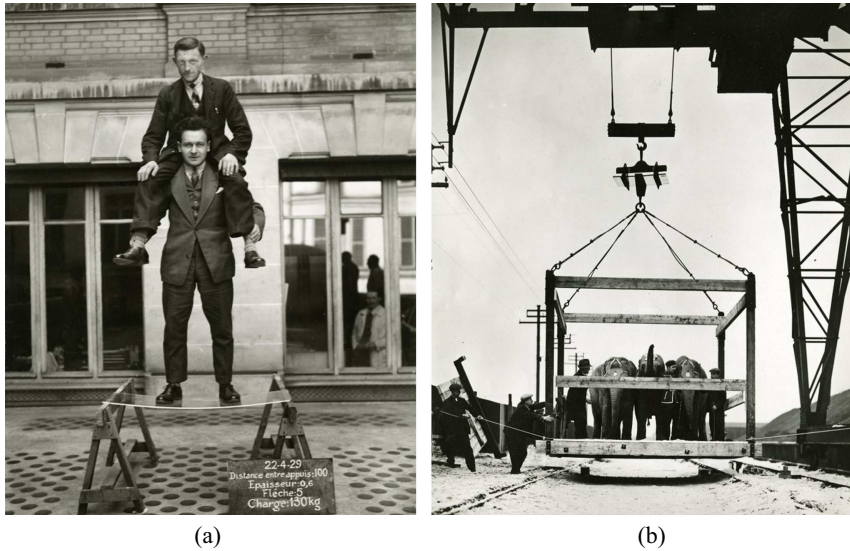 22-4-29
Distance entre appuis:100
Epaisseur:0,6
Flèche:5
Charge:130kg
(a)
(b)